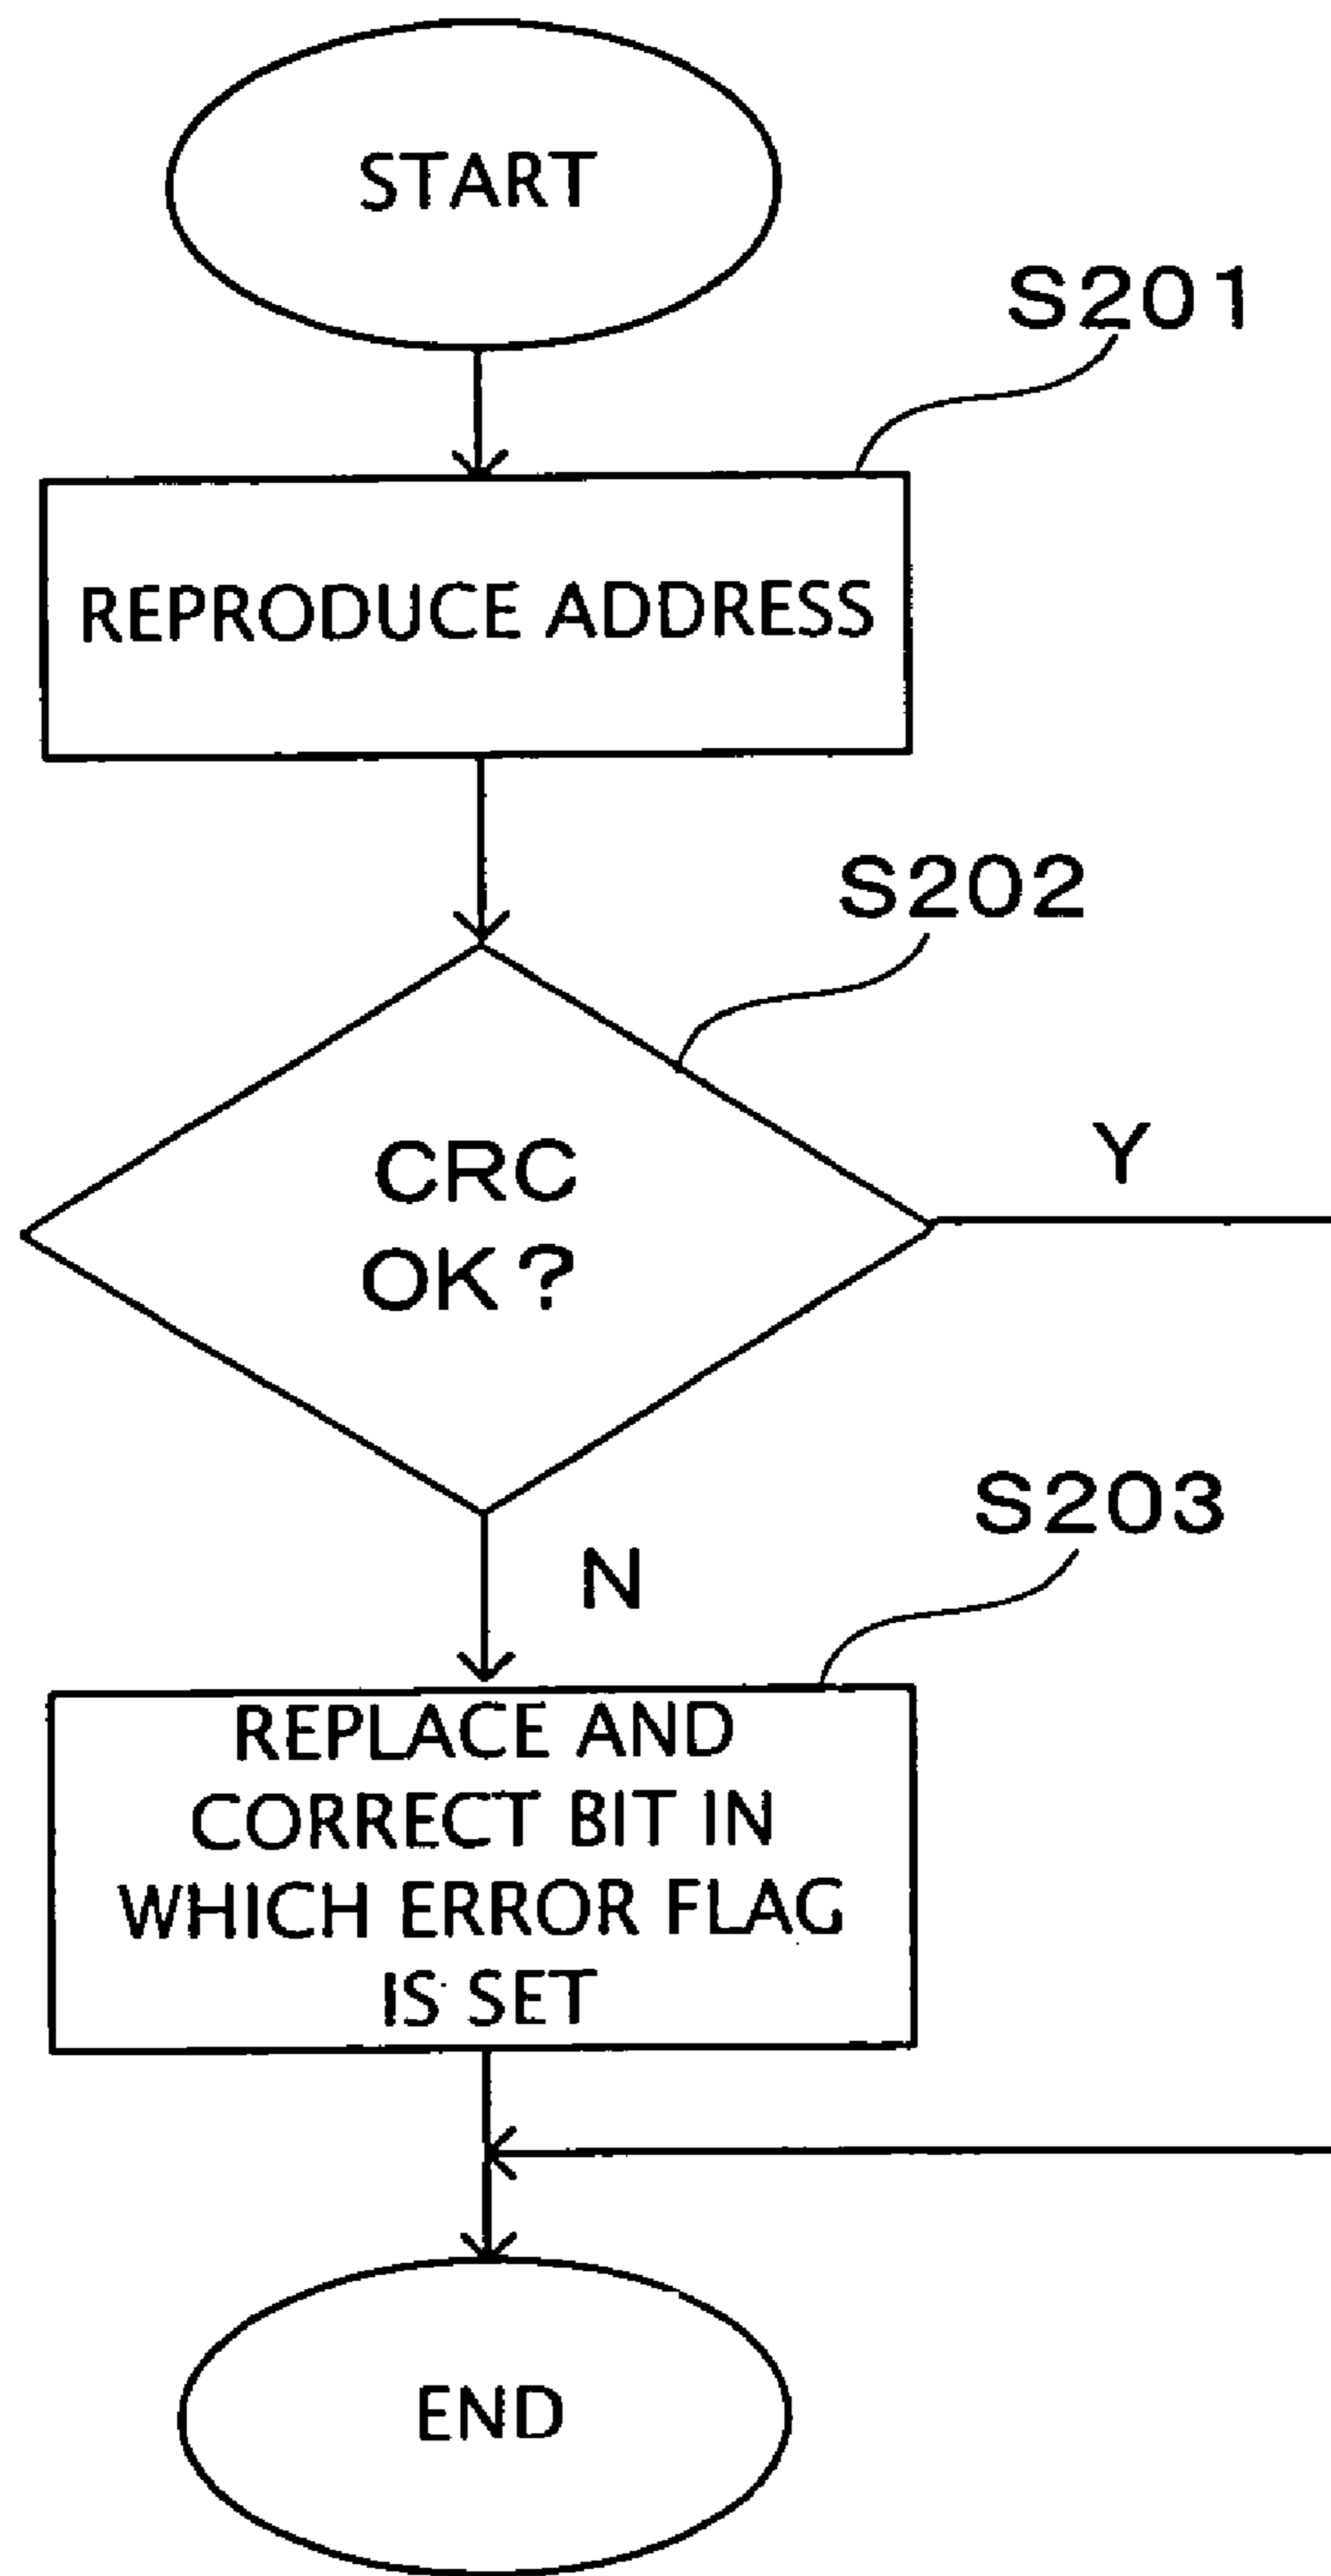 START
S201
REPRODUCE ADDRESS
S202
CRC
OK?
Y
N
S203
REPLACE AND
CORRECT BIT IN
WHICH ERROR FLAG
IS SET
END